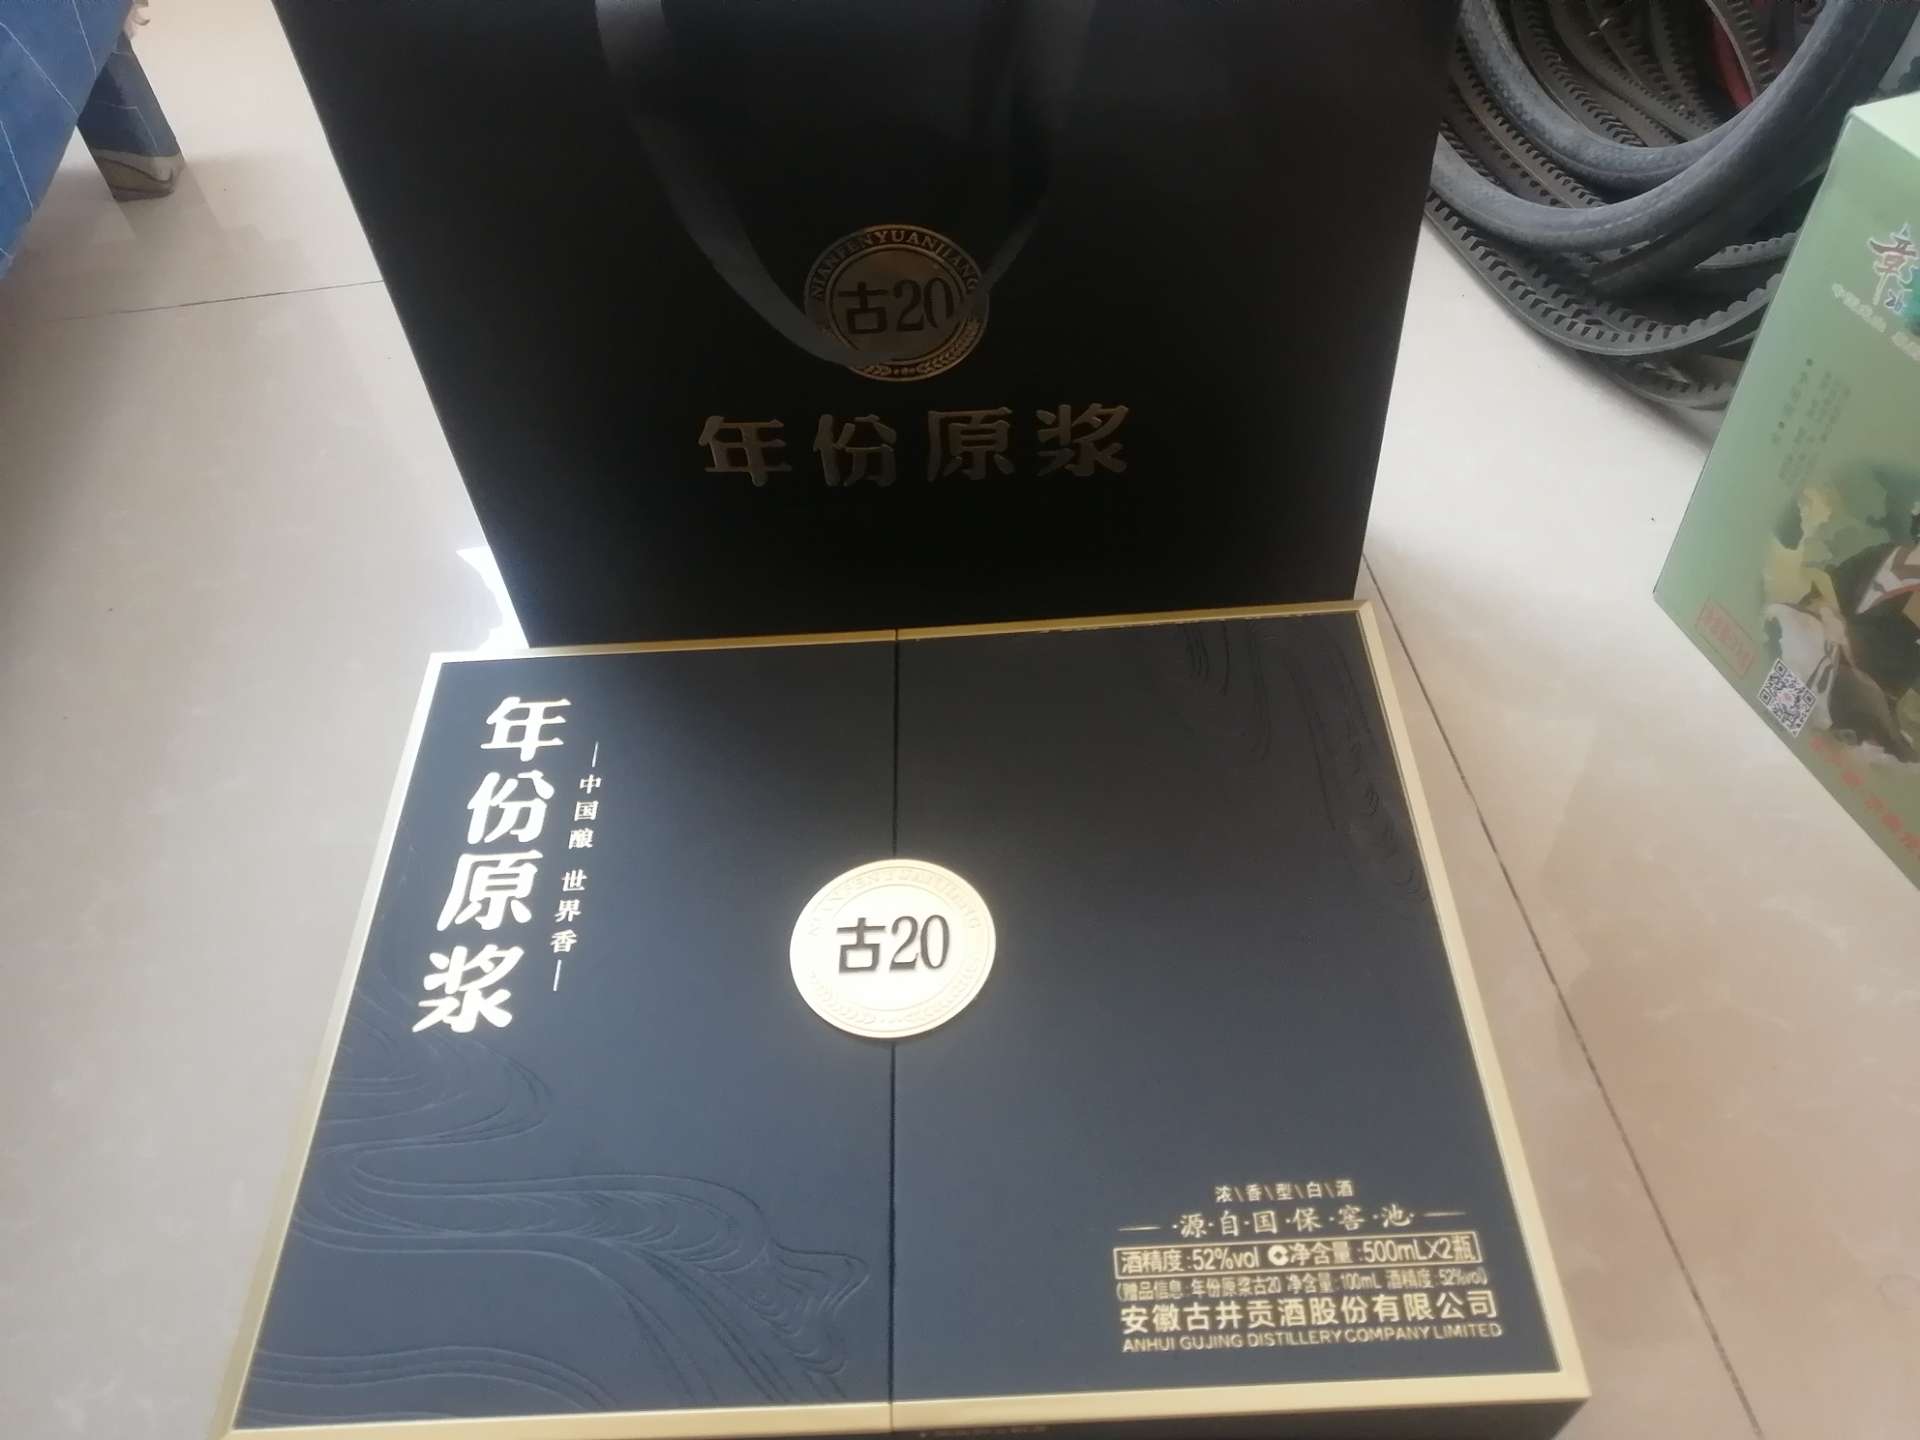 NIANFENYUANJIANG
古20
年份原浆
年份原浆
中国酿 世界香
NIANFENYUANJIANG
古20
浓\香\型\白\酒
源·自·国·保·窖·池
酒精度:52%vol 净含量:500mL×2瓶
(赠品信息:年份原浆古20 净含量:100mL 酒精度:52%vol)
安徽古井贡酒股份有限公司
ANHUI GUJING DISTILLERY COMPANY LIMITED